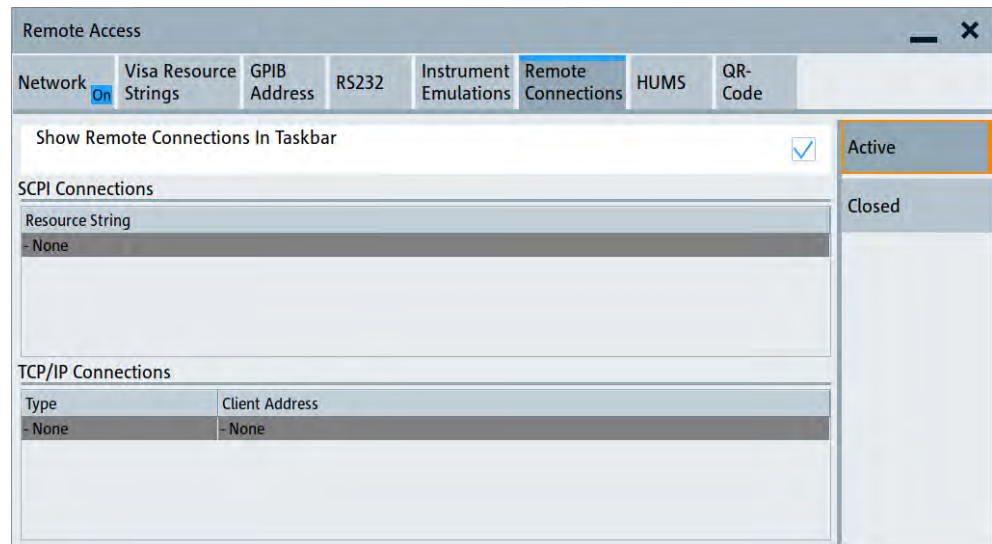 Remote Access
Network On
Visa Resource Strings
GPIB Address
RS232
Instrument Emulations
Remote Connections
HUMS
QR-Code
Show Remote Connections In Taskbar
Active
SCPI Connections
Closed
Resource String
- None
TCP/IP Connections
Type Client Address
- None - None